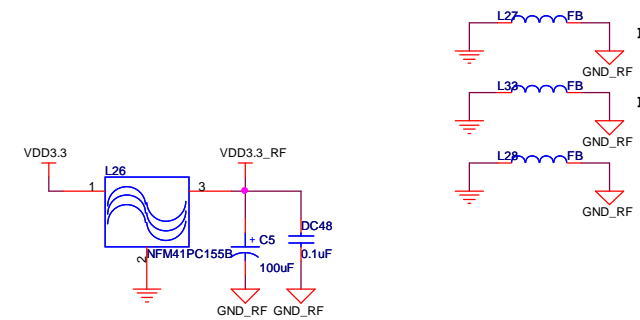 L27 FB
GND_RF
L33 FB
GND_RF
VDD3.3 VDD3.3_RF
L28 FB
L26
1 3
GND_RF
DC48
+ C5
2 NFM41PC155B 0.1uF
100uF
GND_RF GND_RF